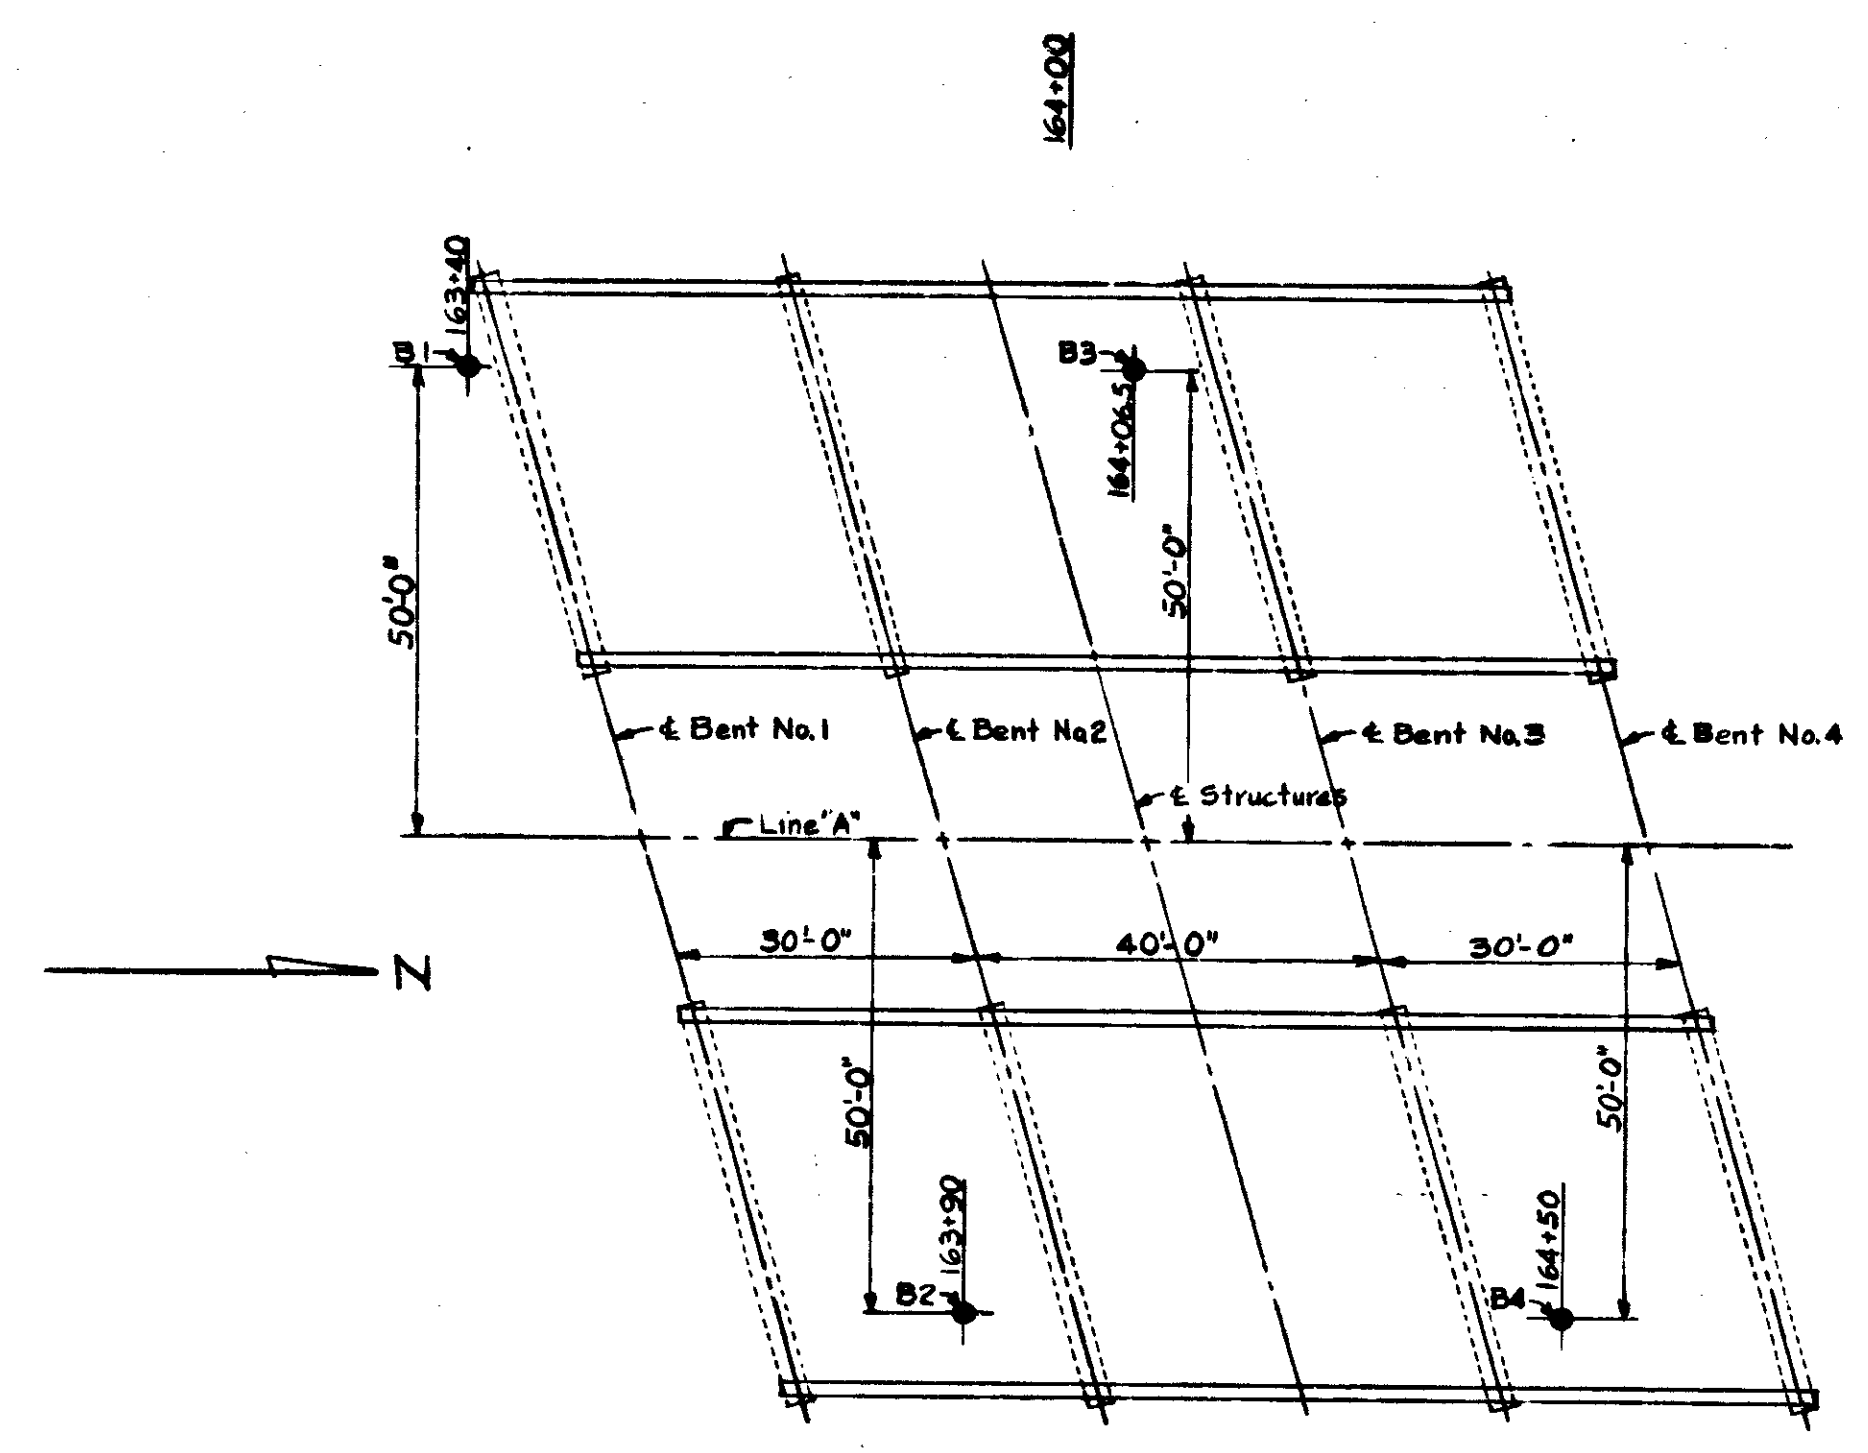 164+00
163+40
B1
B3
164+06.5
50'-0"
50'-0"
℄ Bent No.1
℄ Bent No.2
℄ Bent No.3
℄ Bent No.4
℄ Structures
Line "A"
30'-0"
40'-0"
30'-0"
N
50'-0"
50'-0"
163+90
B2
164+50
B4